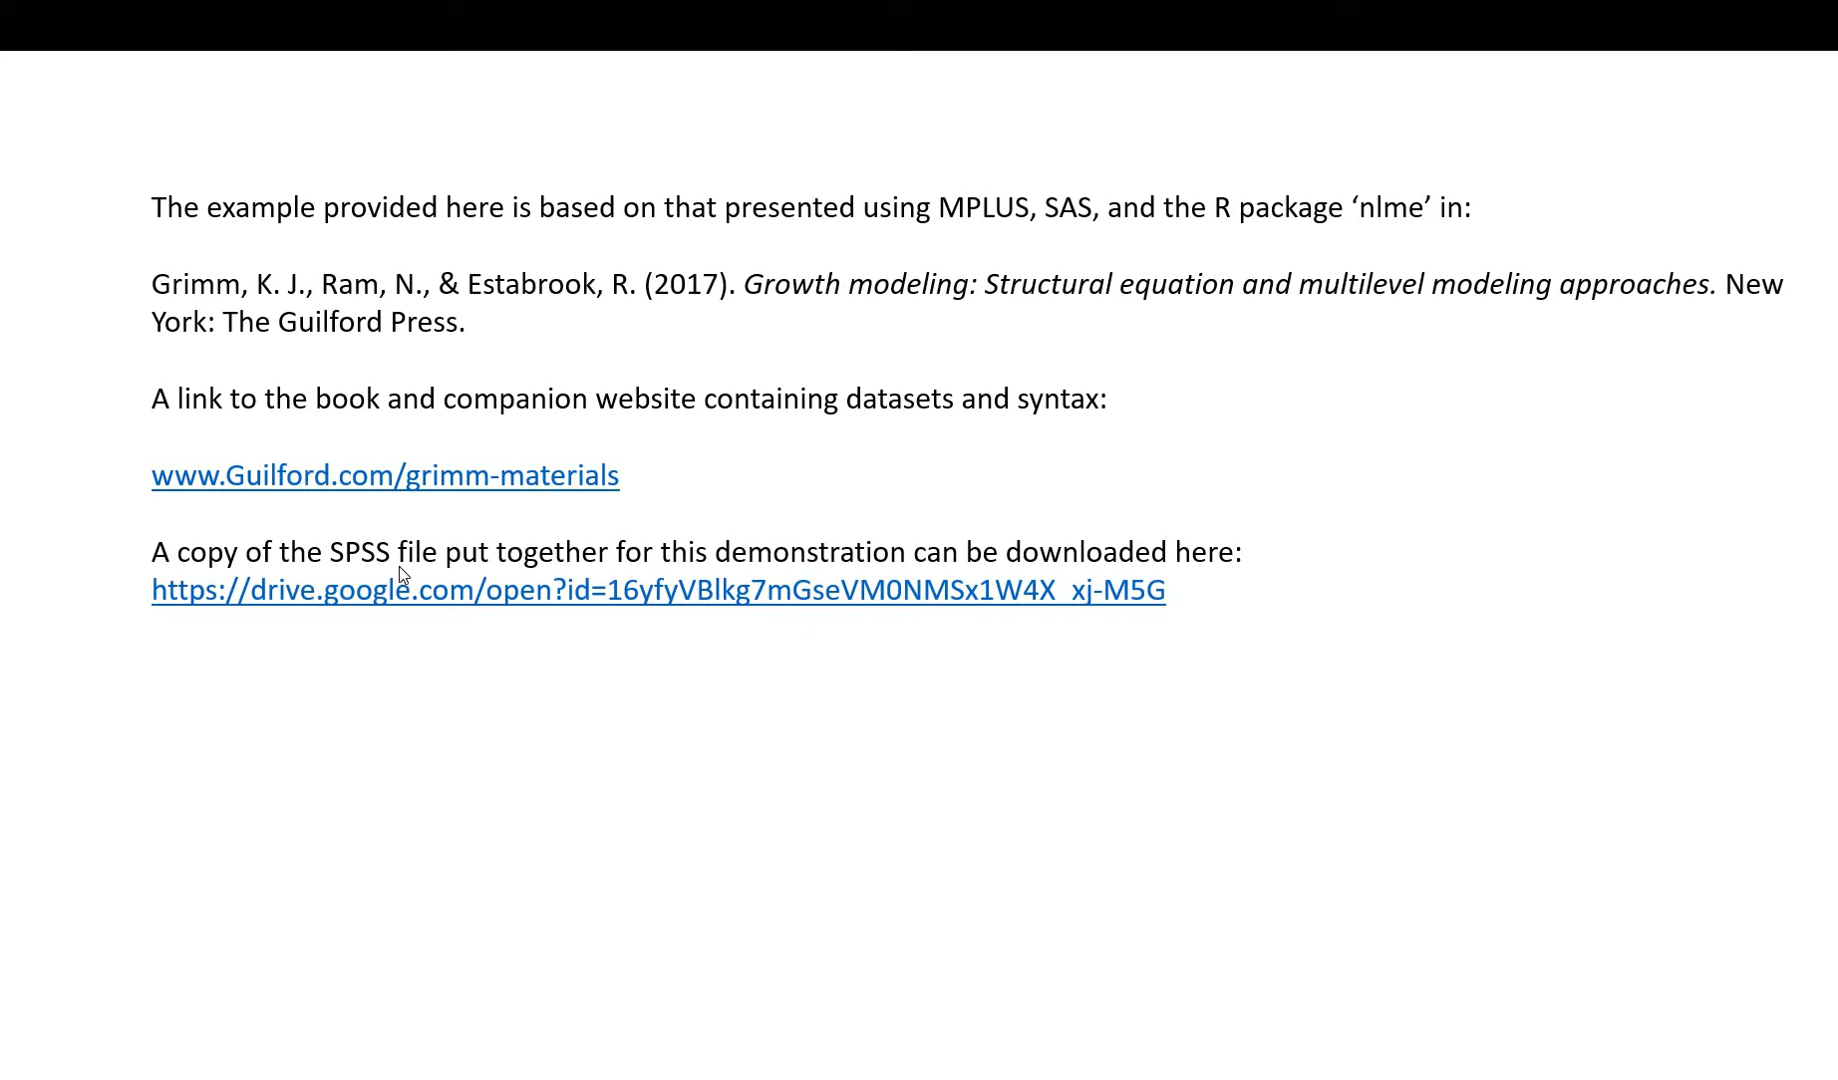 The example provided here is based on that presented using MPLUS, SAS, and the R package ‘nlme’ in:
Grimm, K. J., Ram, N., & Estabrook, R. (2017). Growth modeling: Structural equation and multilevel modeling approaches. New
York: The Guilford Press.
A link to the book and companion website containing datasets and syntax:
www.Guilford.com/grimm-materials
A copy of the SPSS file put together for this demonstration can be downloaded here:
https://drive.google.com/open?id=16yfyVBlkg7mGseVM0NMSx1W4X_xj-M5G